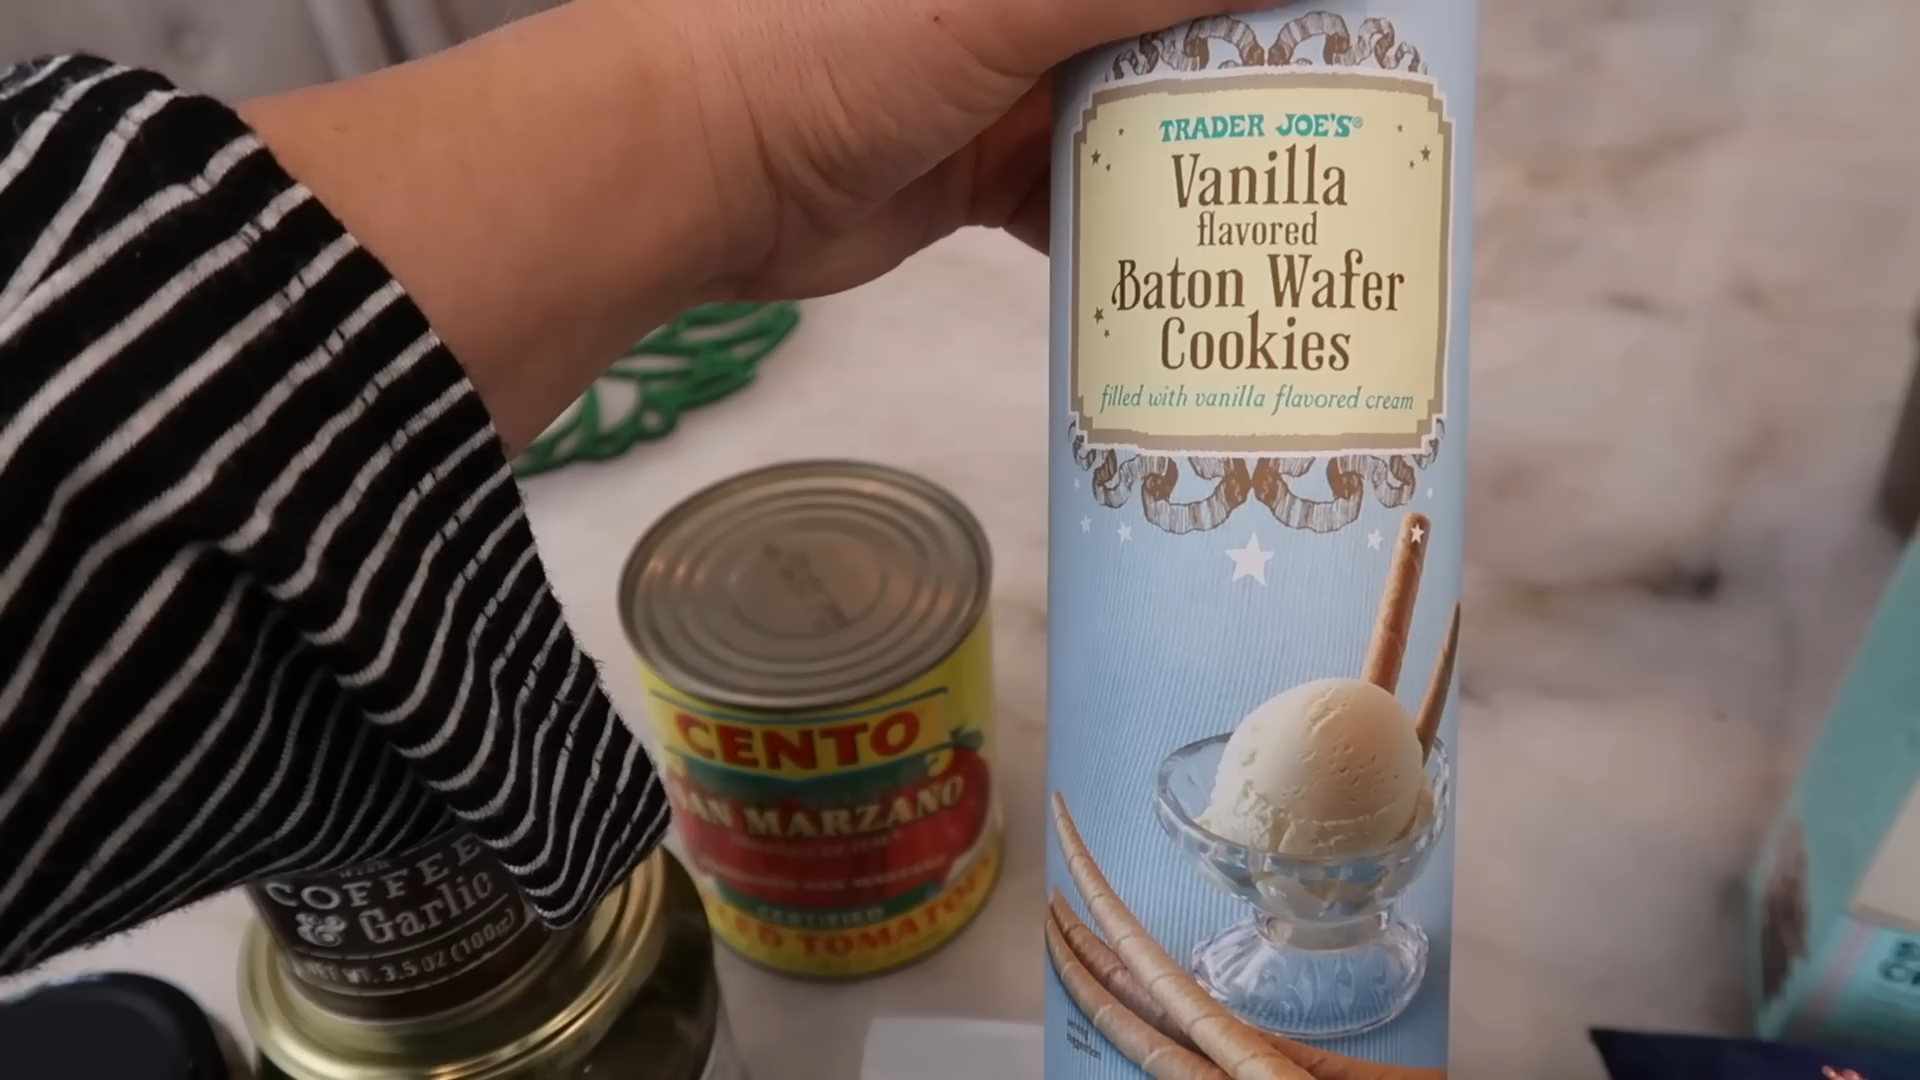 TRADER JOE'S®
Vanilla
flavored
Baton Wafer
Cookies
filled with vanilla flavored cream
CENTO
SAN MARZANO
CERTIFIED
TOMATOES
COFFEE
& Garlic
NET WT. 3.5 OZ (100g)